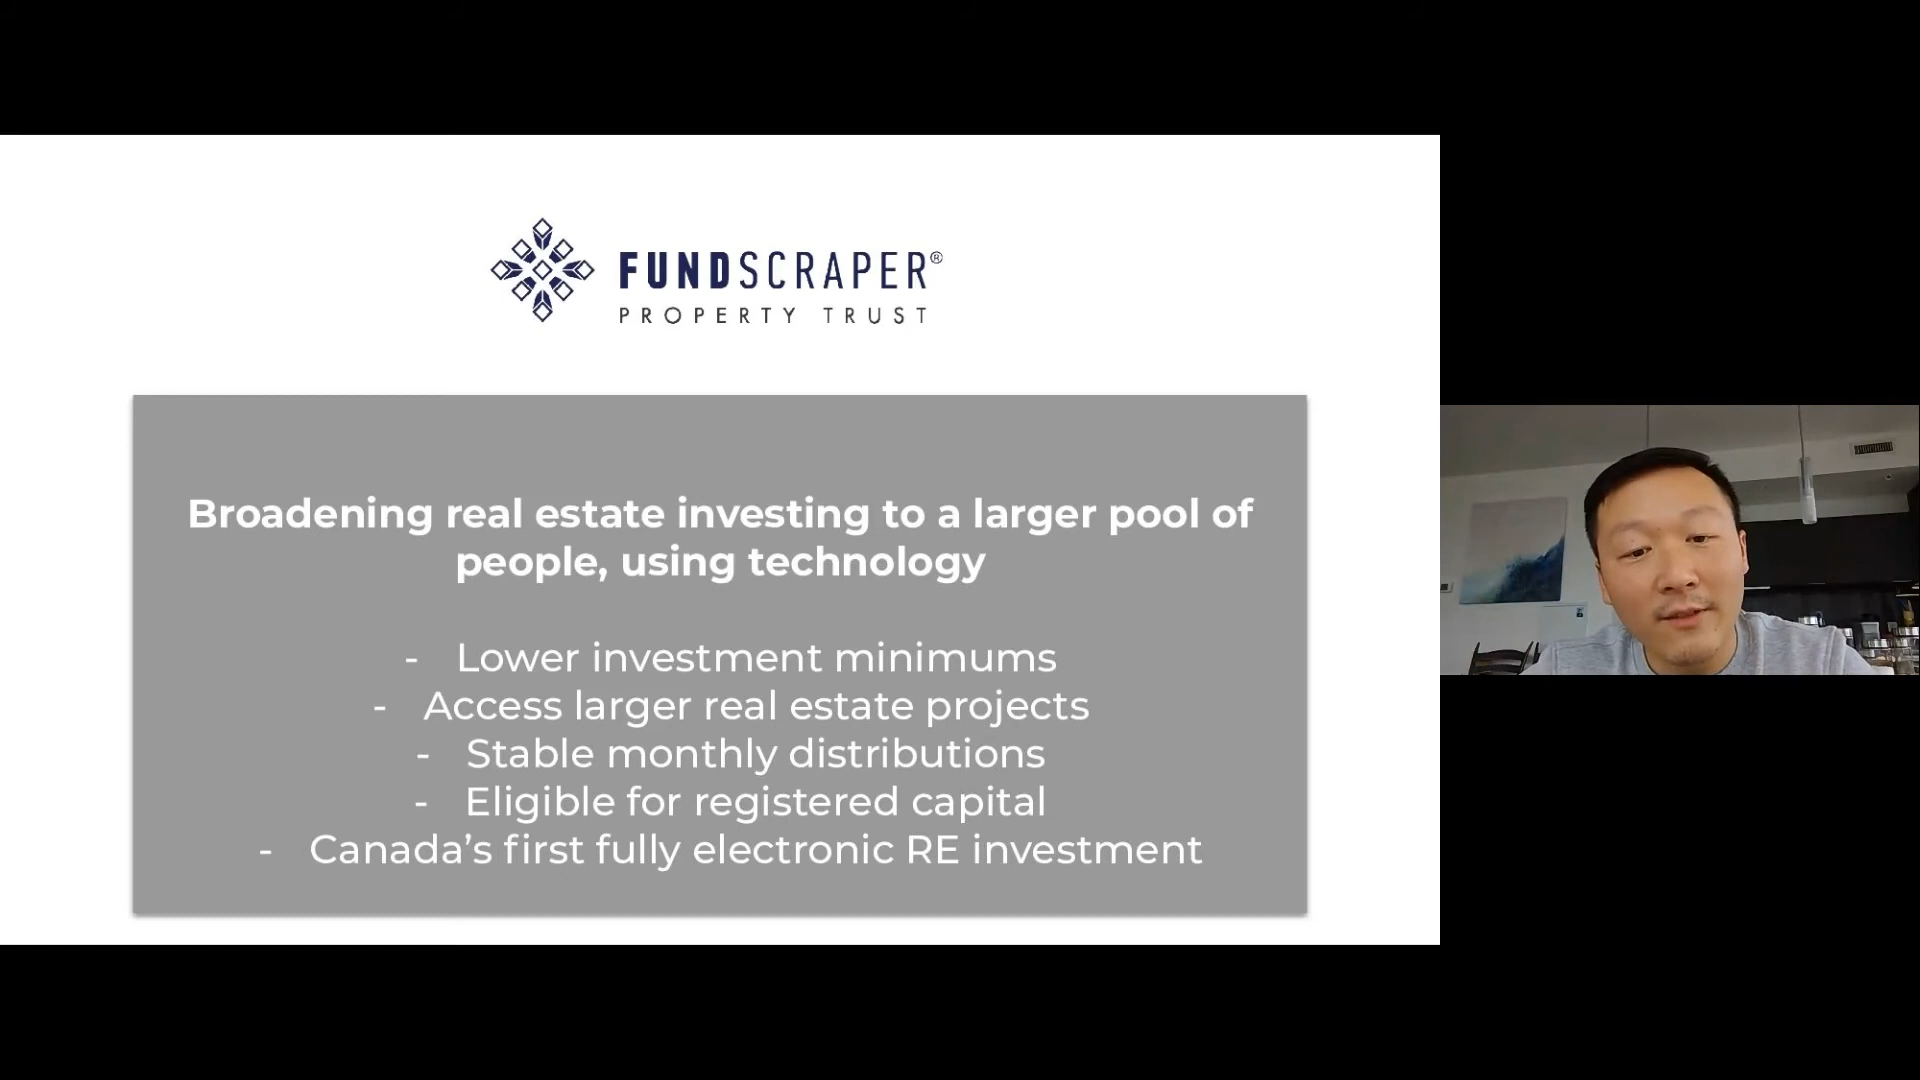 FUNDSCRAPER®
PROPERTY TRUST
Broadening real estate investing to a larger pool of
people, using technology
- Lower investment minimums
- Access larger real estate projects
- Stable monthly distributions
- Eligible for registered capital
- Canada’s first fully electronic RE investment